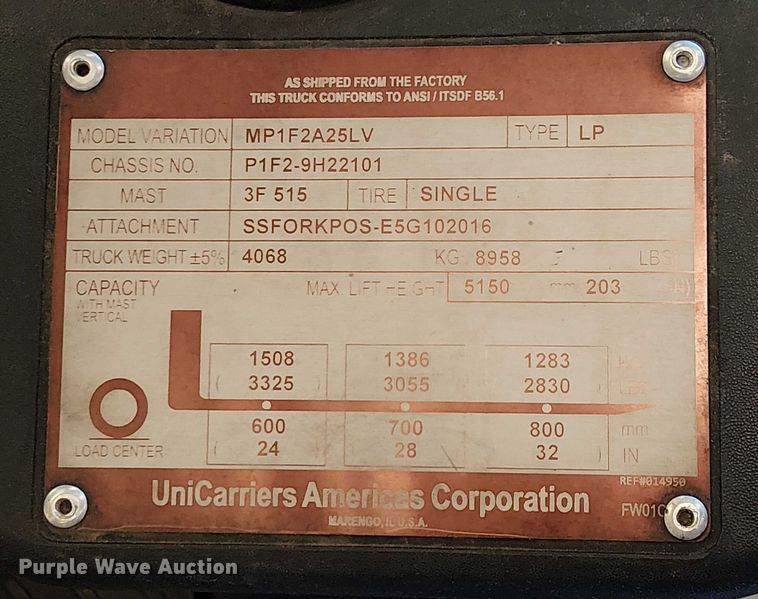 AS SHIPPED FROM THE FACTORY
THIS TRUCK CONFORMS TO ANSI / ITSDF B56.1
MODEL VARIATION MP1F2A25LV TYPE LP
CHASSIS NO. P1F2-9H22101
MAST 3F 515 TIRE SINGLE
ATTACHMENT SSFORKPOS-E5G102016
TRUCK WEIGHT ±5% 4068 KG 8958 LBS
CAPACITY MAX. LIFT HEIGHT 5150 mm 203
WITH MAST
VERTICAL
1508 1386 1283
( 3325 ) ( 3055 ) ( 2830 ) LBS
600 700 800 mm
24 28 32 IN
LOAD CENTER
REF#014950
UniCarriers Americas Corporation
MARENGO, IL U.S.A.
Purple Wave Auction